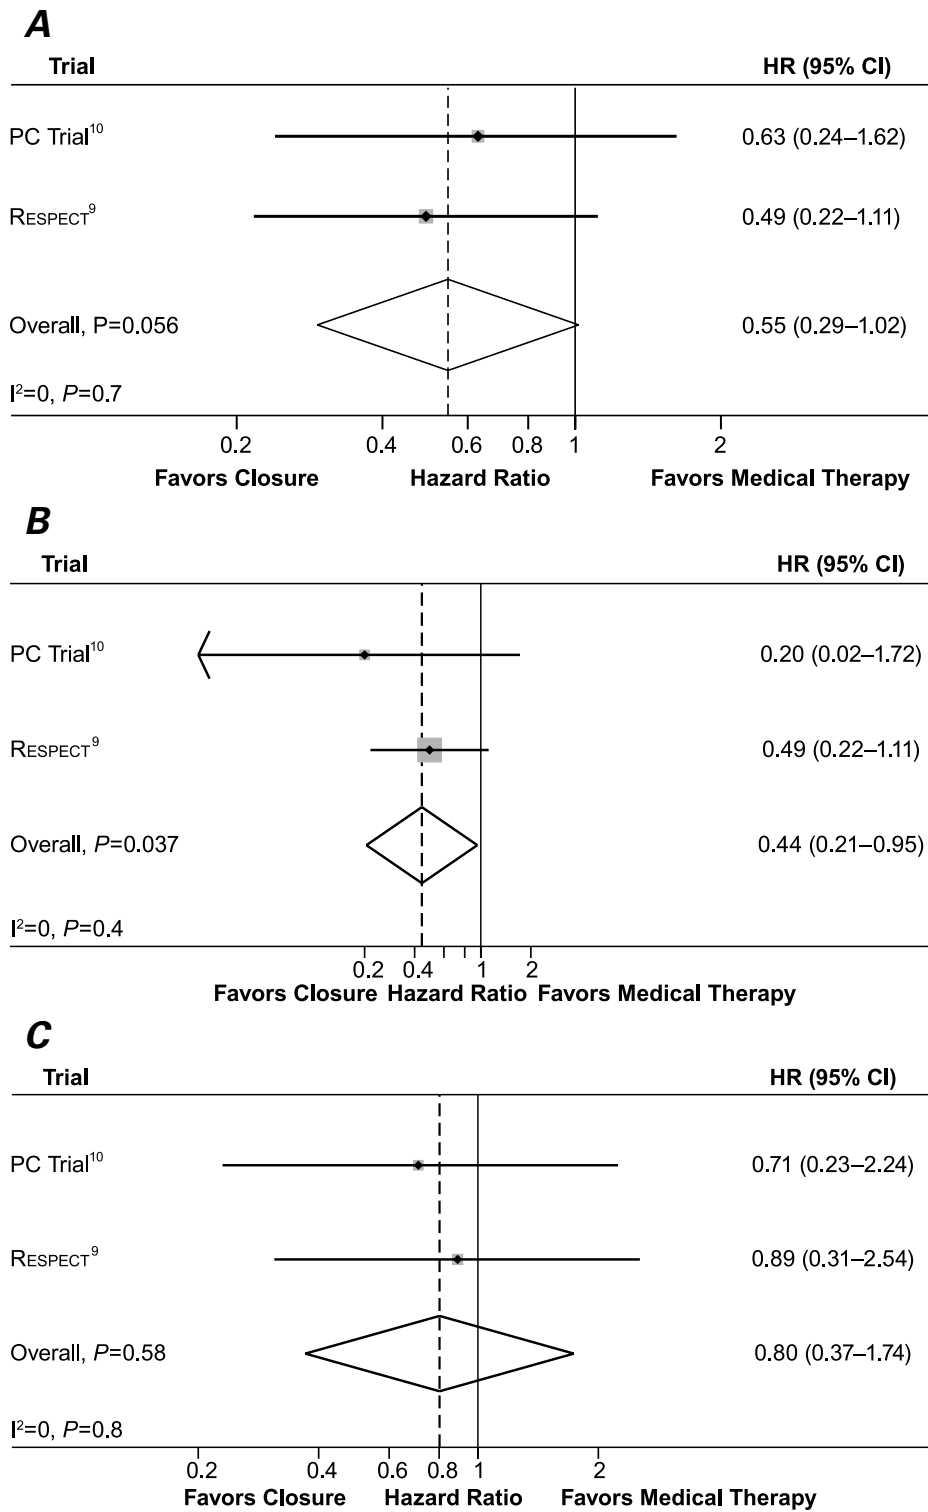 A
Trial HR (95% CI)
PC Trial10 0.63 (0.24–1.62)
RESPECT9 0.49 (0.22–1.11)
Overall, P=0.056 0.55 (0.29–1.02)
I2=0, P=0.7
0.2 0.4 0.6 0.8 1 2
Favors Closure Hazard Ratio Favors Medical Therapy
B
Trial HR (95% CI)
PC Trial10 0.20 (0.02–1.72)
RESPECT9 0.49 (0.22–1.11)
Overall, P=0.037 0.44 (0.21–0.95)
I2=0, P=0.4
0.2 0.4 1 2
Favors Closure Hazard Ratio Favors Medical Therapy
C
Trial HR (95% CI)
PC Trial10 0.71 (0.23–2.24)
RESPECT9 0.89 (0.31–2.54)
Overall, P=0.58 0.80 (0.37–1.74)
I2=0, P=0.8
0.2 0.4 0.6 0.8 1 2
Favors Closure Hazard Ratio Favors Medical Therapy